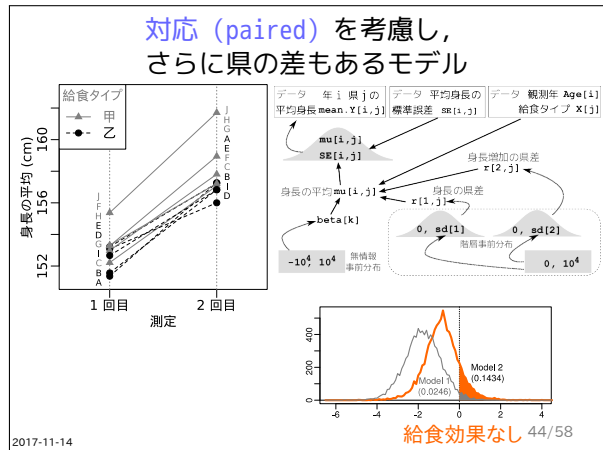 対応（paired）を考慮し，
さらに県の差もあるモデル
給食タイプ
甲
乙
身長の平均 (cm)
152
156
160
J
F
H
E
D
G
I
C
B
A
J
H
G
A
E
F
C
B
I
D
1 回目
2 回目
測定
データ 年 i 県 j の
平均身長 mean.Y[i,j]
データ 平均身長の
標準誤差 SE[i,j]
データ 観測年 Age[i]
給食タイプ X[j]
mu[i,j]
SE[i,j]
身長増加の県差
r[2,j]
身長の平均 mu[i,j]
身長の県差
r[1,j]
beta[k]
0, sd[1]
0, sd[2]
階層事前分布
-10⁴, 10⁴
無情報
事前分布
0, 10⁴
0
200
400
Model 1
(0.0246)
Model 2
(0.1434)
-6
-4
-2
0
2
4
給食効果なし
44/58
2017-11-14